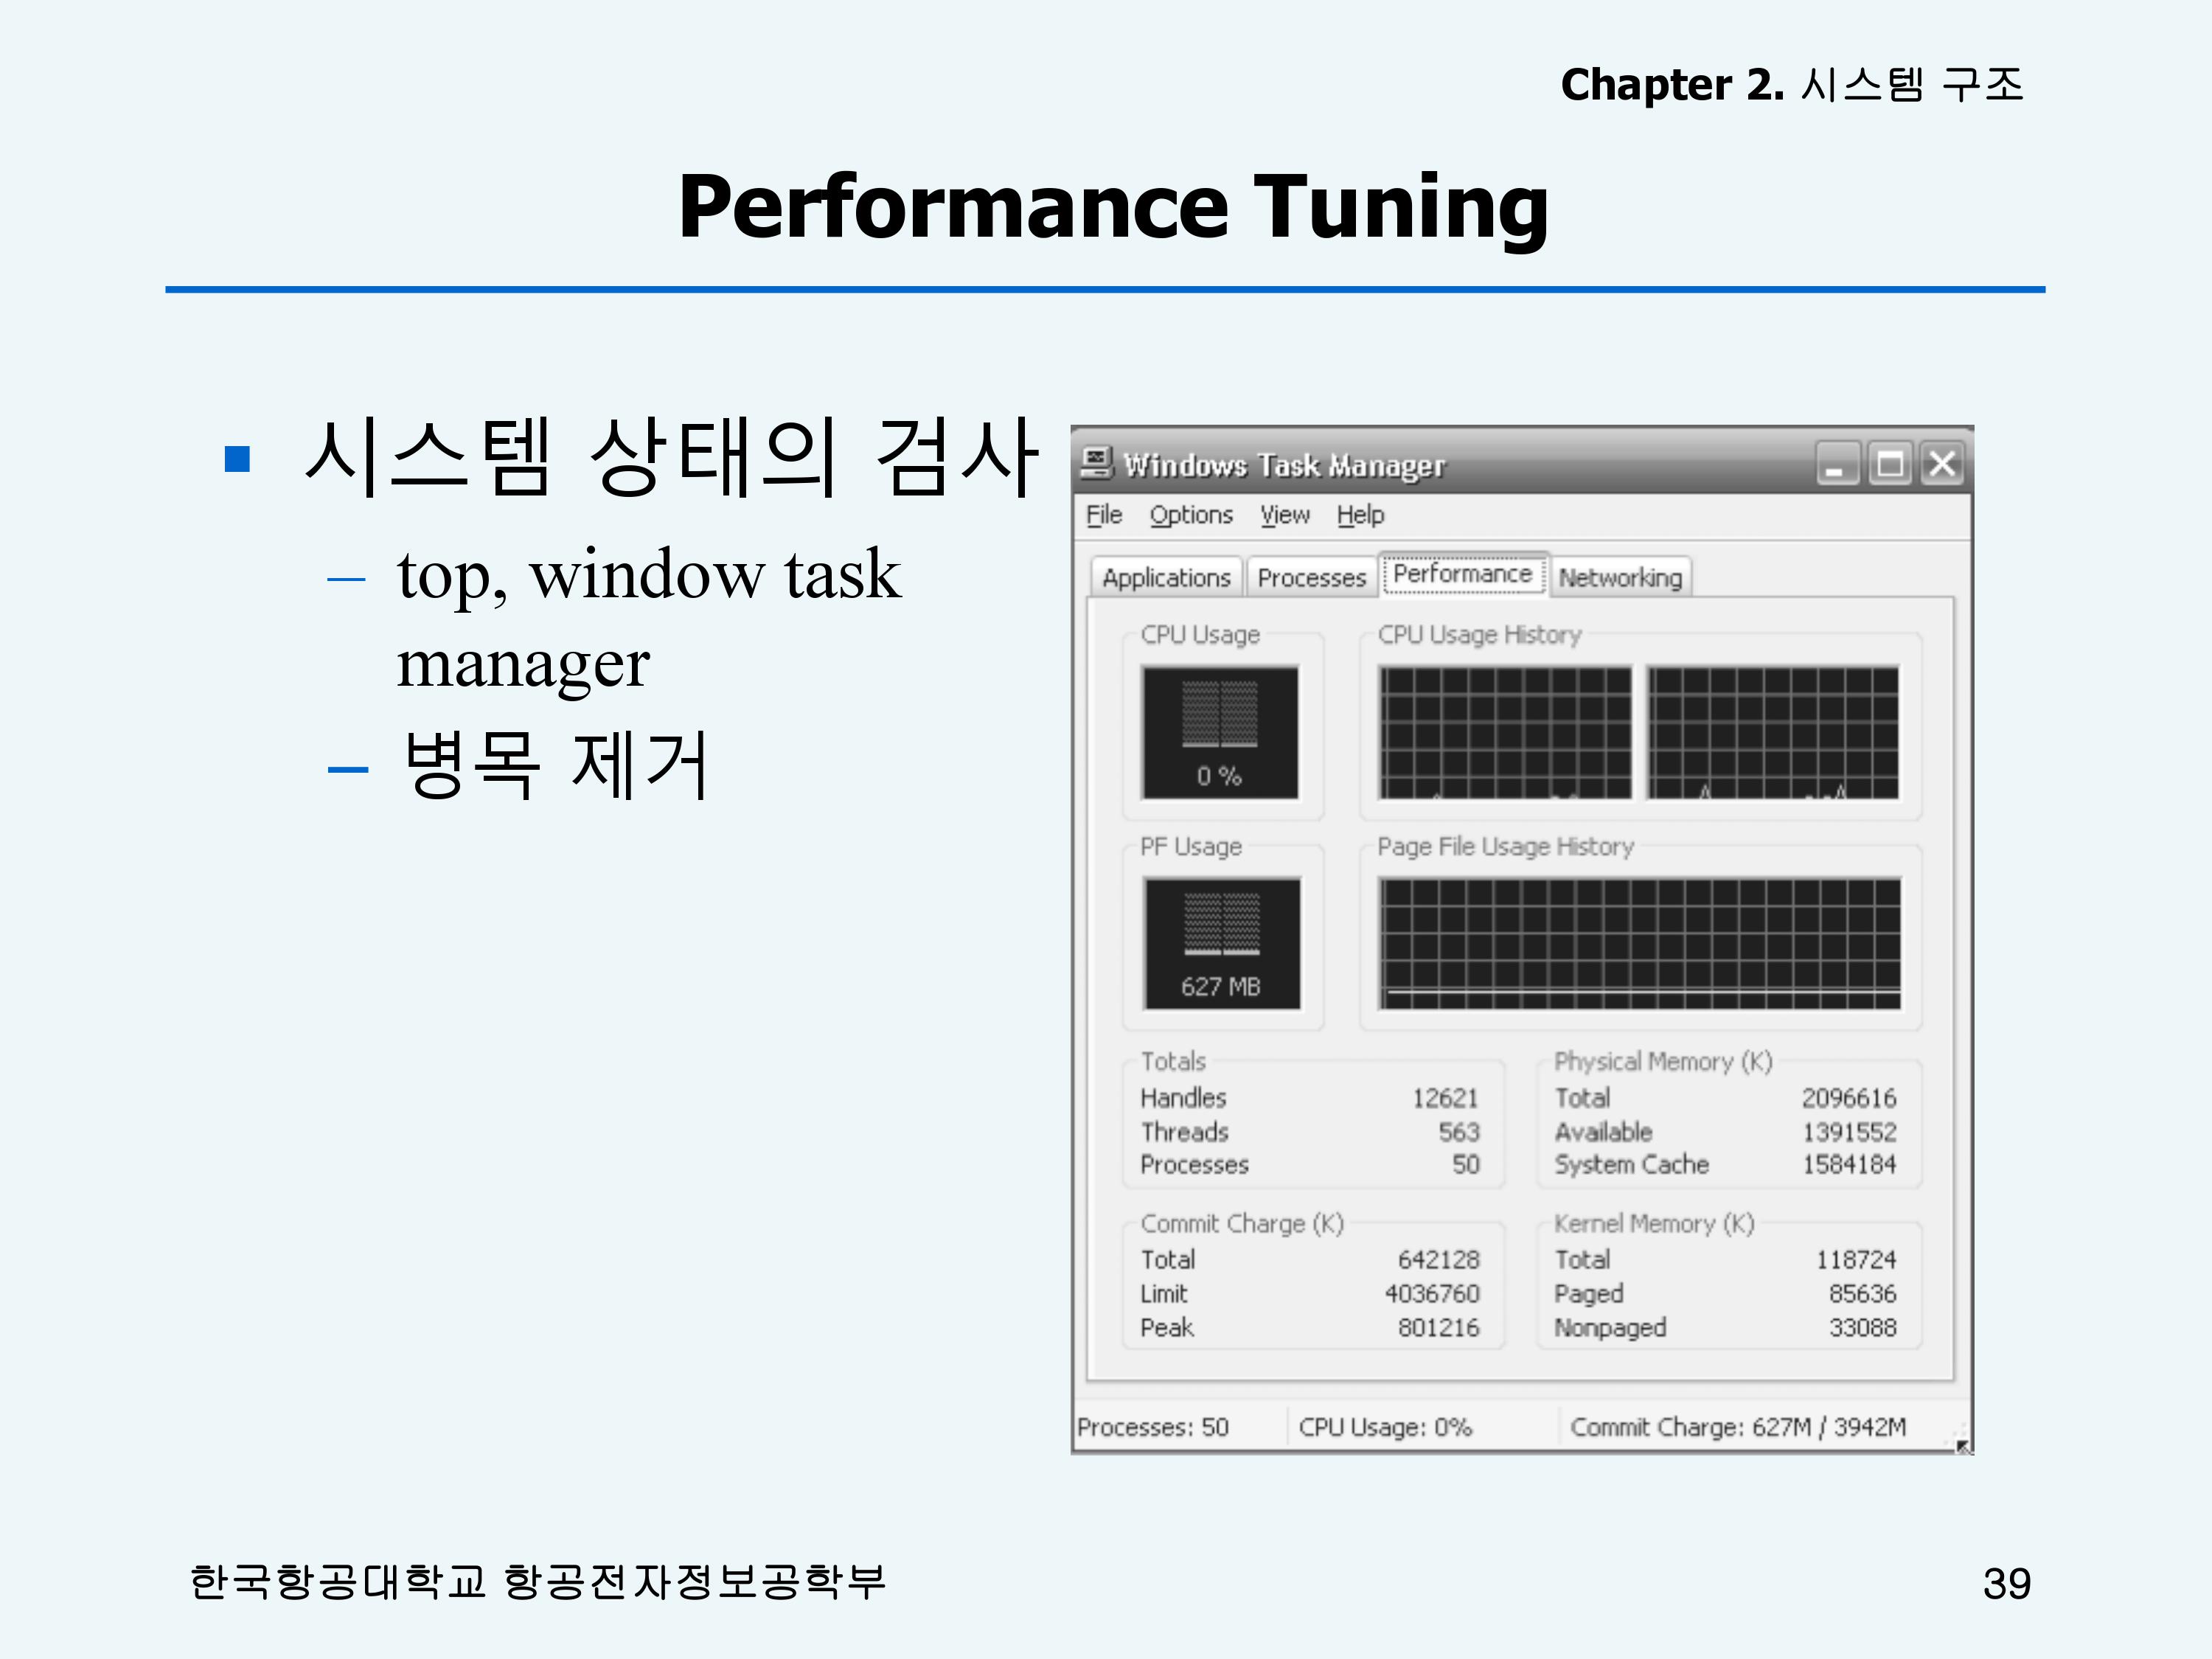 Chapter 2. 시스템 구조
Performance Tuning
시스템 상태의 검사
– top, window task
manager
– 병목 제거
Windows Task Manager
File Options View Help
Applications Processes Performance Networking
CPU Usage CPU Usage History
0 %
PF Usage Page File Usage History
627 MB
Totals
Handles 12621
Threads 563
Processes 50
Physical Memory (K)
Total 2096616
Available 1391552
System Cache 1584184
Commit Charge (K)
Total 642128
Limit 4036760
Peak 801216
Kernel Memory (K)
Total 118724
Paged 85636
Nonpaged 33088
Processes: 50 CPU Usage: 0% Commit Charge: 627M / 3942M
한국항공대학교 항공전자정보공학부
39